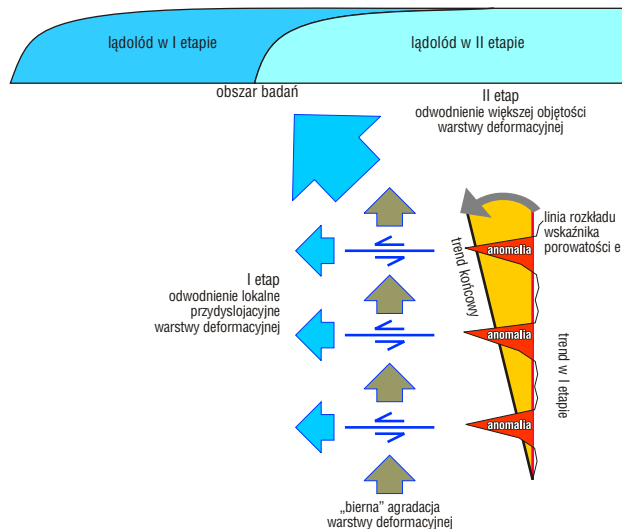 lądolód w I etapie
lądolód w II etapie
obszar badań
II etap
odwodnienie większej objętości
warstwy deformacyjnej
linia rozkładu
wskaźnika
porowatości e
anomalia
trend końcowy
I etap
odwodnienie lokalne
przydyslojacyjne
warstwy deformacyjnej
anomalia
trend w I etapie
anomalia
„bierna” agradacja
warstwy deformacyjnej